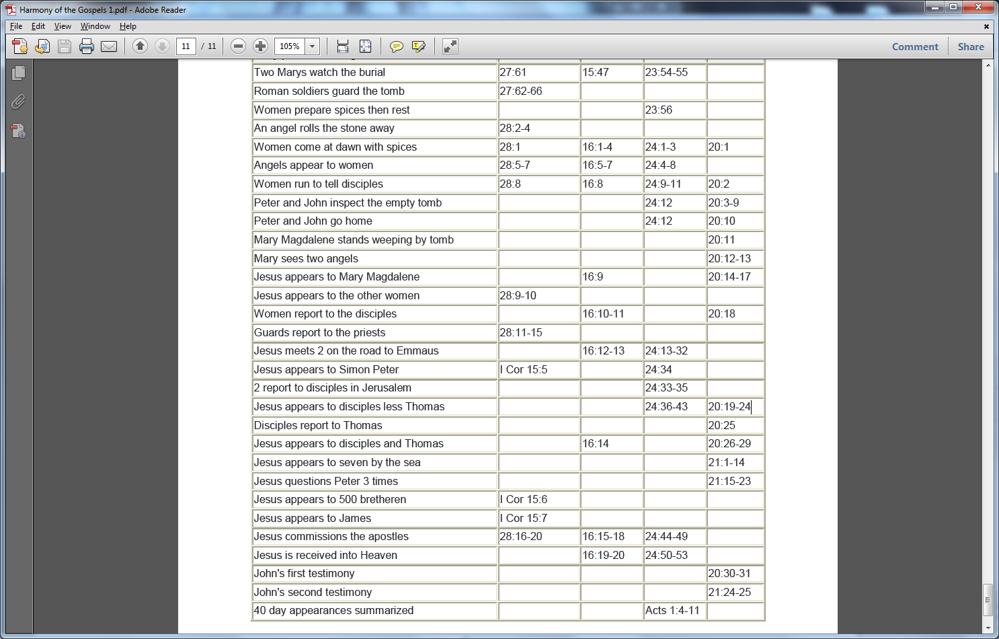 Harmony of the Gospels 1.pdf - Adobe Reader
File Edit View Window Help
11 / 11 105% Comment Share
Two Marys watch the burial 27:61 15:47 23:54-55
Roman soldiers guard the tomb 27:62-66
Women prepare spices then rest 23:56
An angel rolls the stone away 28:2-4
Women come at dawn with spices 28:1 16:1-4 24:1-3 20:1
Angels appear to women 28:5-7 16:5-7 24:4-8
Women run to tell disciples 28:8 16:8 24:9-11 20:2
Peter and John inspect the empty tomb 24:12 20:3-9
Peter and John go home 24:12 20:10
Mary Magdalene stands weeping by tomb 20:11
Mary sees two angels 20:12-13
Jesus appears to Mary Magdalene 16:9 20:14-17
Jesus appears to the other women 28:9-10
Women report to the disciples 16:10-11 20:18
Guards report to the priests 28:11-15
Jesus meets 2 on the road to Emmaus 16:12-13 24:13-32
Jesus appears to Simon Peter I Cor 15:5 24:34
2 report to disciples in Jerusalem 24:33-35
Jesus appears to disciples less Thomas 24:36-43 20:19-24
Disciples report to Thomas 20:25
Jesus appears to disciples and Thomas 16:14 20:26-29
Jesus appears to seven by the sea 21:1-14
Jesus questions Peter 3 times 21:15-23
Jesus appears to 500 bretheren I Cor 15:6
Jesus appears to James I Cor 15:7
Jesus commissions the apostles 28:16-20 16:15-18 24:44-49
Jesus is received into Heaven 16:19-20 24:50-53
John's first testimony 20:30-31
John's second testimony 21:24-25
40 day appearances summarized Acts 1:4-11